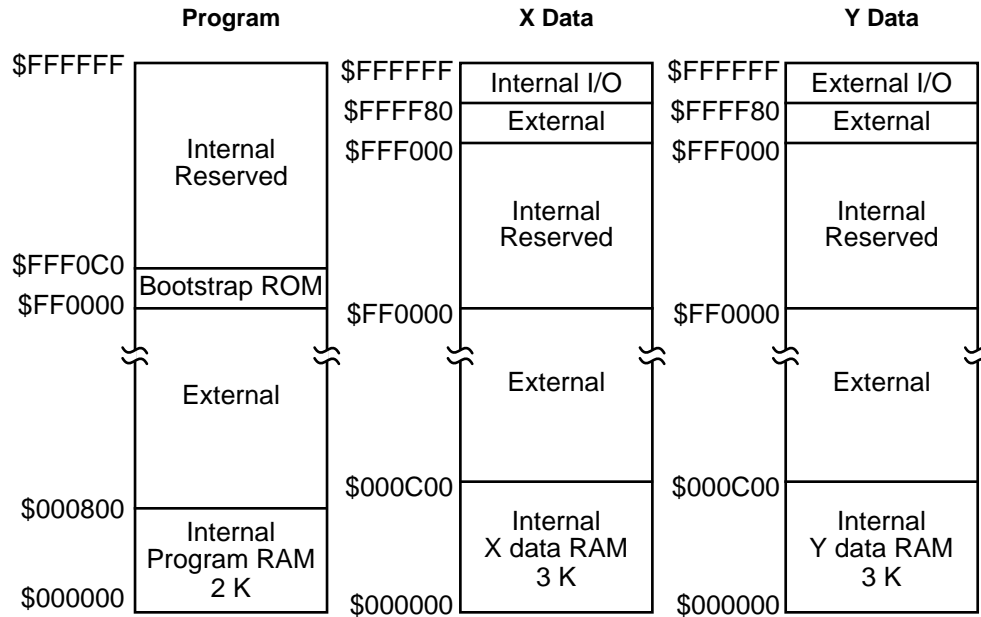 Program
$FFFFFF
Internal
Reserved
$FFF0C0
Bootstrap ROM
$FF0000
External
$000800
Internal
Program RAM
2 K
$000000
X Data
$FFFFFF
Internal I/O
$FFFF80
External
$FFF000
Internal
Reserved
$FF0000
External
$000C00
Internal
X data RAM
3 K
$000000
Y Data
$FFFFFF
External I/O
$FFFF80
External
$FFF000
Internal
Reserved
$FF0000
External
$000C00
Internal
Y data RAM
3 K
$000000